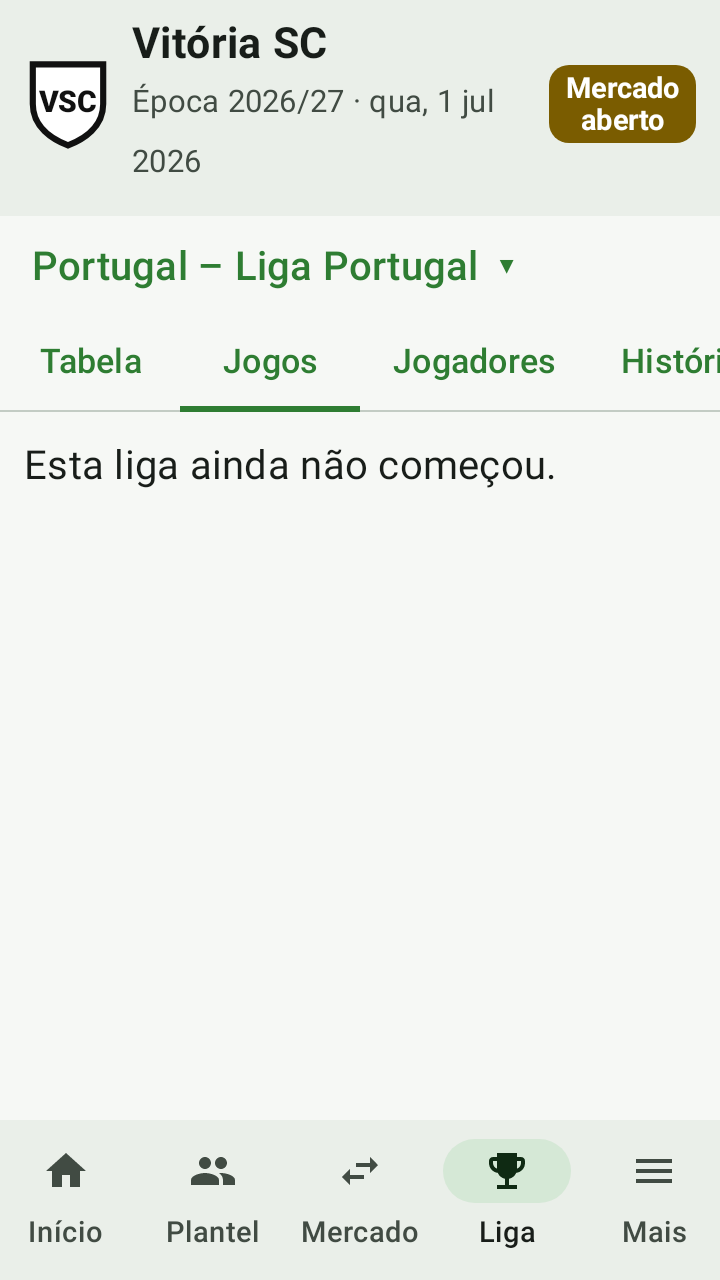 Vitória SC
VSC
Época 2026/27 · qua, 1 jul
2026
Mercado
aberto
Portugal – Liga Portugal ▼
Tabela Jogos Jogadores Históri
Esta liga ainda não começou.
Início Plantel Mercado Liga Mais